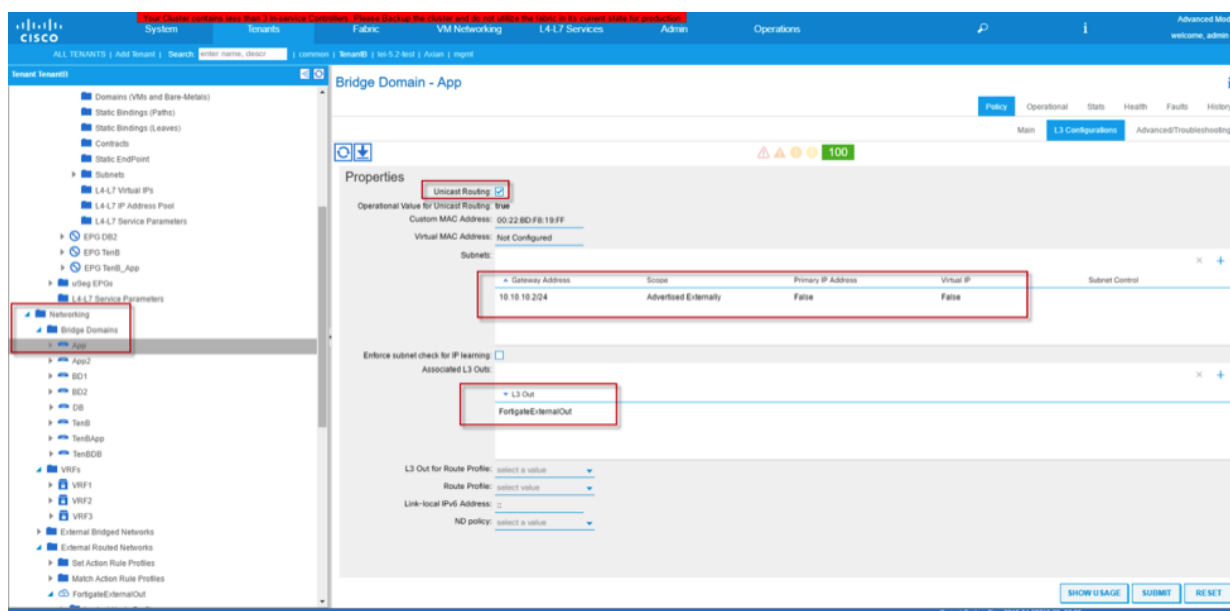 Your Cluster contains less than 3 in-service Controllers. Please Backup the cluster and do not utilize the fabric in its current state for production.
CISCO
System Tenants Fabric VM Networking L4-L7 Services Admin Operations
Advanced Mod
welcome, admin
ALL TENANTS | Add Tenant | Search: enter name, descr | common | TenantB | lei-5.2-test | Axian | mgmt
Tenant TenantB
Domains (VMs and Bare-Metals)
Static Bindings (Paths)
Static Bindings (Leaves)
Contracts
Static EndPoint
Subnets
L4-L7 Virtual IPs
L4-L7 IP Address Pool
L4-L7 Service Parameters
EPG DB2
EPG TenB
EPG TenB_App
uSeg EPGs
L4-L7 Service Parameters
Networking
Bridge Domains
App
App2
BD1
BD2
DB
TenB
TenBApp
TenBDB
VRFs
VRF1
VRF2
VRF3
External Bridged Networks
External Routed Networks
Set Action Rule Profiles
Match Action Rule Profiles
FortigateExternalOut
Bridge Domain - App
Policy Operational Stats Health Faults History
Main L3 Configurations Advanced/Troubleshooting
100
Properties
Unicast Routing:
Operational Value for Unicast Routing: true
Custom MAC Address: 00:22:BD:F8:19:FF
Virtual MAC Address: Not Configured
Subnets:
Gateway Address Scope Primary IP Address Virtual IP Subnet Control
10.10.10.2/24 Advertised Externally False False
Enforce subnet check for IP learning:
Associated L3 Outs:
L3 Out
FortigateExternalOut
L3 Out for Route Profile: select a value
Route Profile: select value
Link-local IPv6 Address: ::
ND policy: select a value
SHOW USAGE SUBMIT RESET